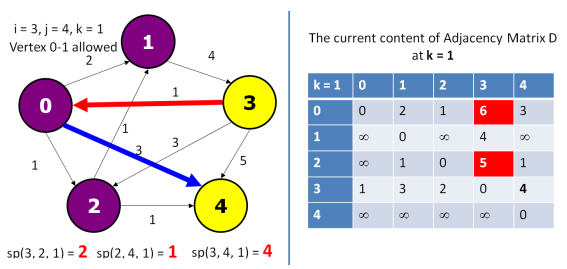 i = 3, j = 4, k = 1
Vertex 0-1 allowed
2
1
4
1
3
0
1
3
3
1
5
2
1
4
sp(3, 2, 1) = 2 sp(2, 4, 1) = 1 sp(3, 4, 1) = 4
The current content of Adjacency Matrix D
at k = 1
k = 1 0 1 2 3 4
0 0 2 1 6 3
1 ∞ 0 ∞ 4 ∞
2 ∞ 1 0 5 1
3 1 3 2 0 4
4 ∞ ∞ ∞ ∞ 0